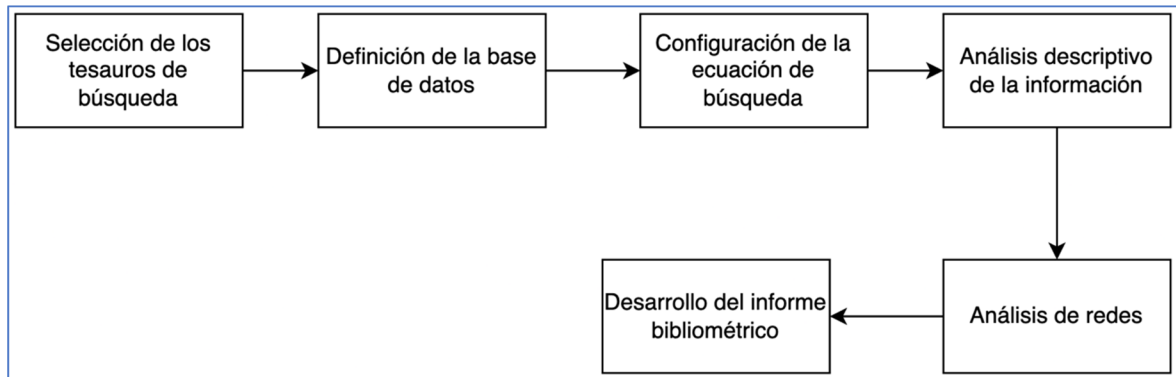 Selección de los
tesauros de
búsqueda
Definición de la base
de datos
Configuración de la
ecuación de
búsqueda
Análisis descriptivo
de la información
Análisis de redes
Desarrollo del informe
bibliométrico